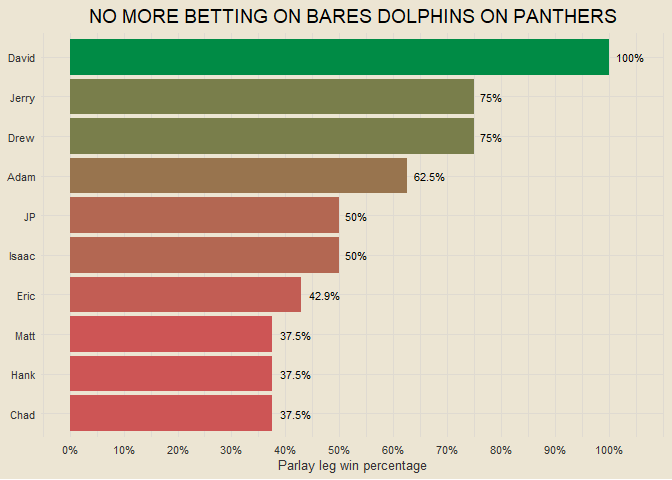 NO MORE BETTING ON BARES DOLPHINS ON PANTHERS
David
100%
Jerry
75%
Drew
75%
Adam
62.5%
JP
50%
Isaac
50%
Eric
42.9%
Matt
37.5%
Hank
37.5%
Chad
37.5%
0% 10% 20% 30% 40% 50% 60% 70% 80% 90% 100%
Parlay leg win percentage